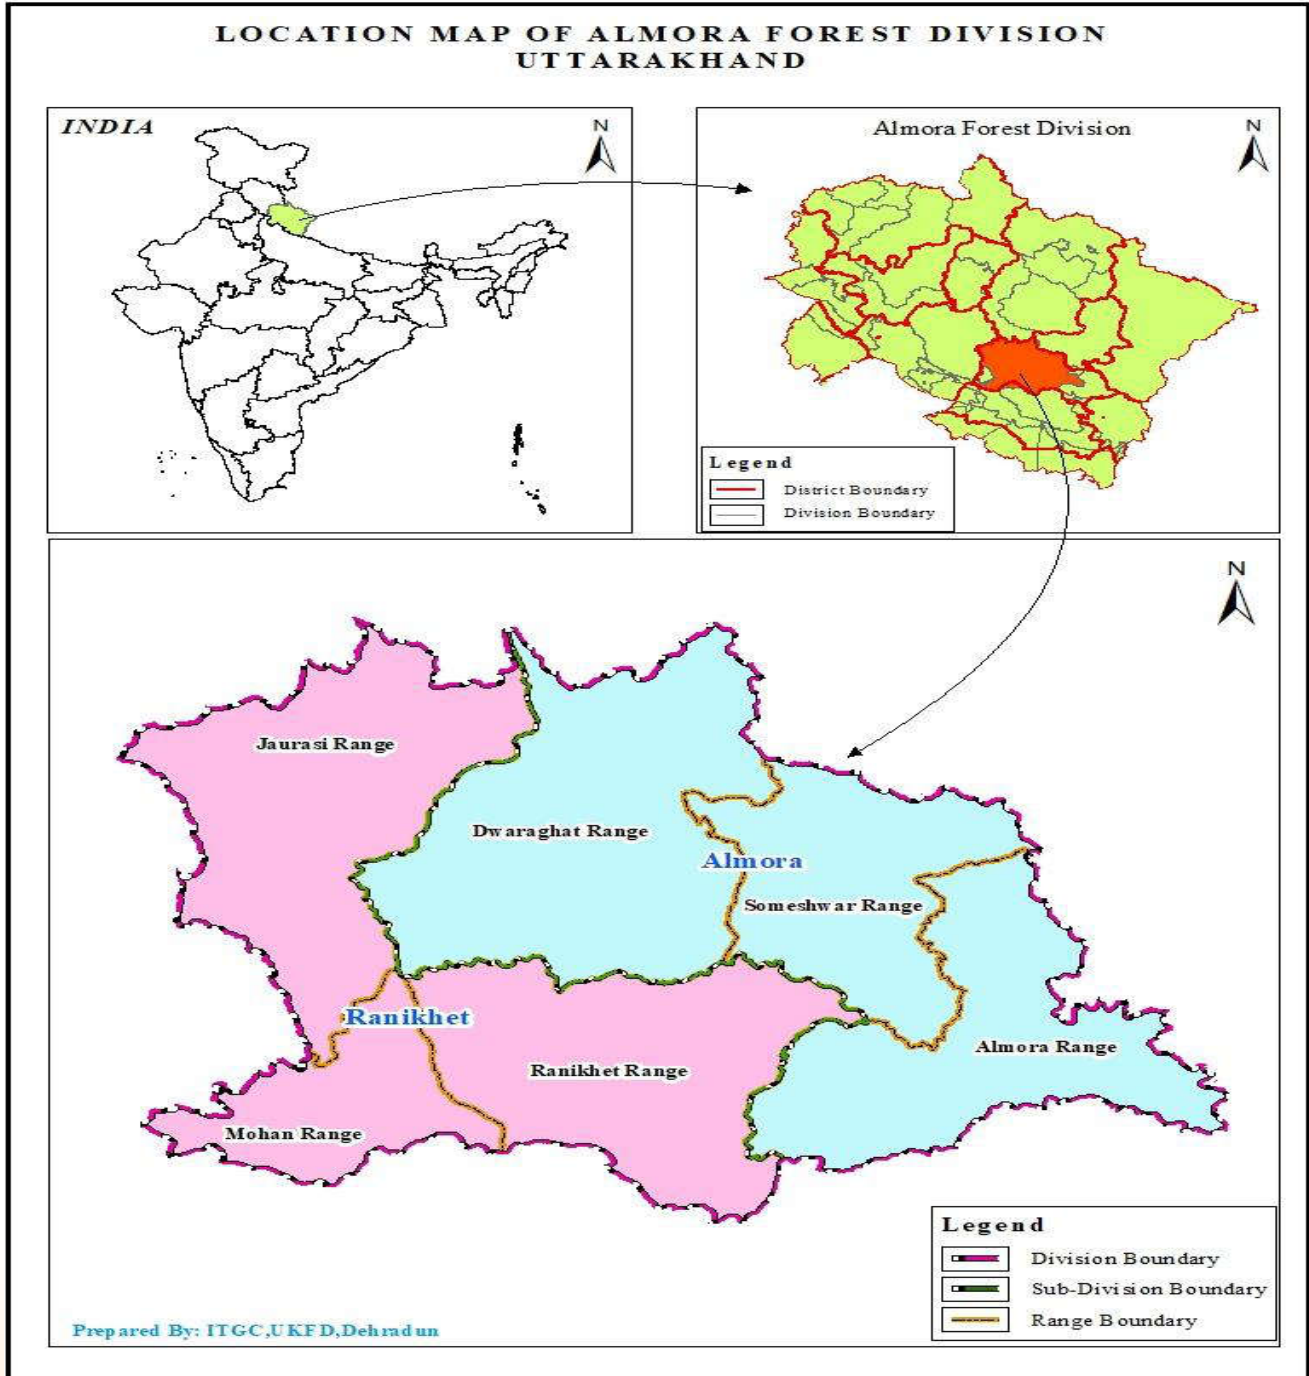 LOCATION MAP OF ALMORA FOREST DIVISION
UTTARAKHAND
INDIA
N
Almora Forest Division
N
Legend
District Boundary
Division Boundary
N
Jaurasi Range
Dwaraghat Range
Almora
Someshwar Range
Ranikhet
Almora Range
Ranikhet Range
Mohan Range
Legend
Division Boundary
Sub-Division Boundary
Range Boundary
Prepared By: ITGC,UKFD,Dehradun